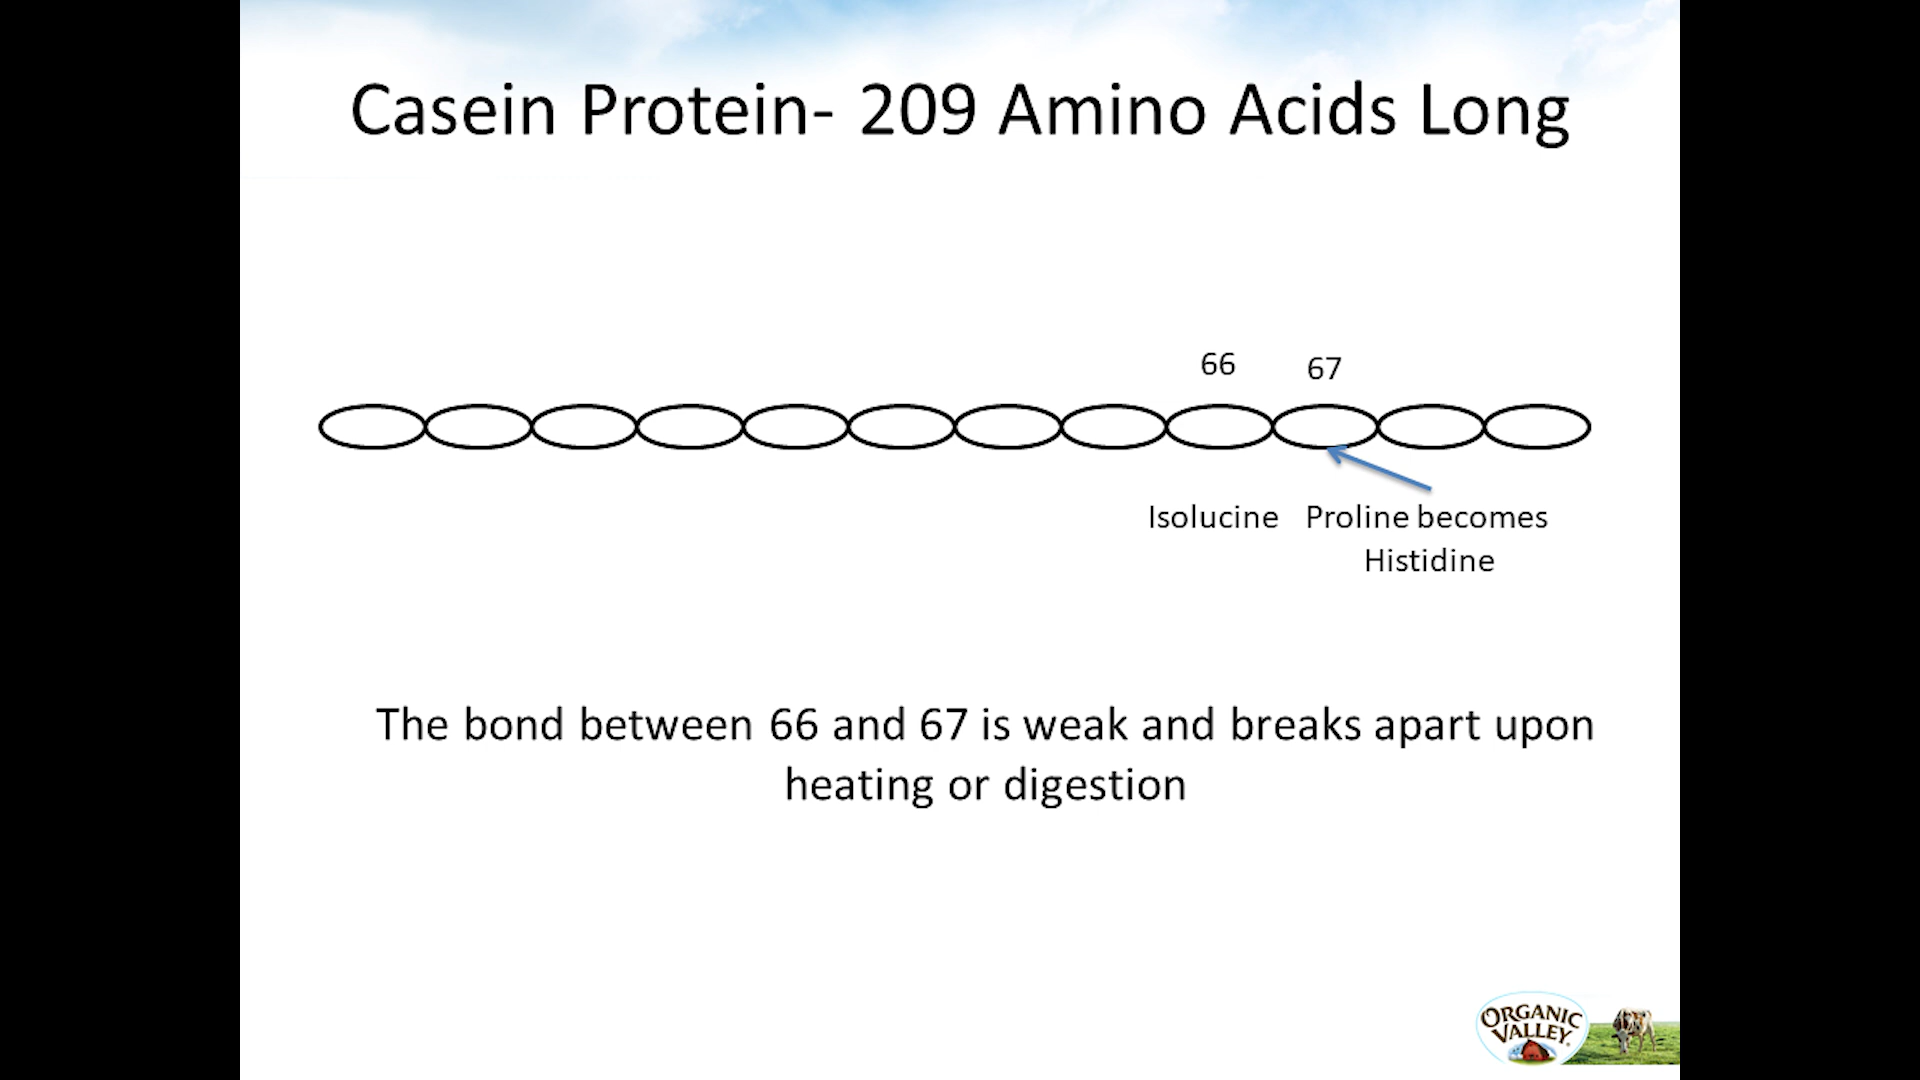 Casein Protein- 209 Amino Acids Long
66 67
Isolucine Proline becomes
Histidine
The bond between 66 and 67 is weak and breaks apart upon
heating or digestion
ORGANIC
VALLEY®